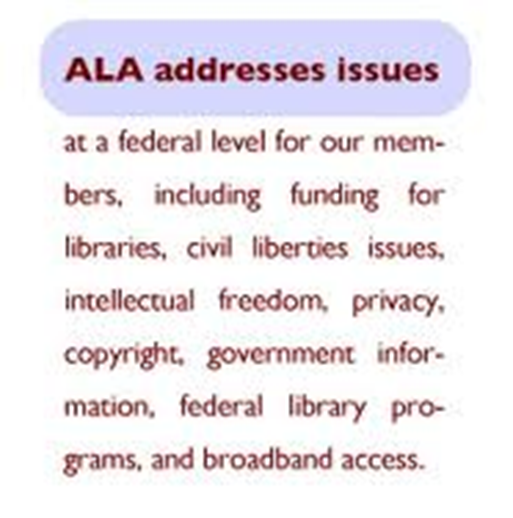 ALA addresses issues
at a federal level for our mem-
bers, including funding for
libraries, civil liberties issues,
intellectual freedom, privacy,
copyright, government infor-
mation, federal library pro-
grams, and broadband access.